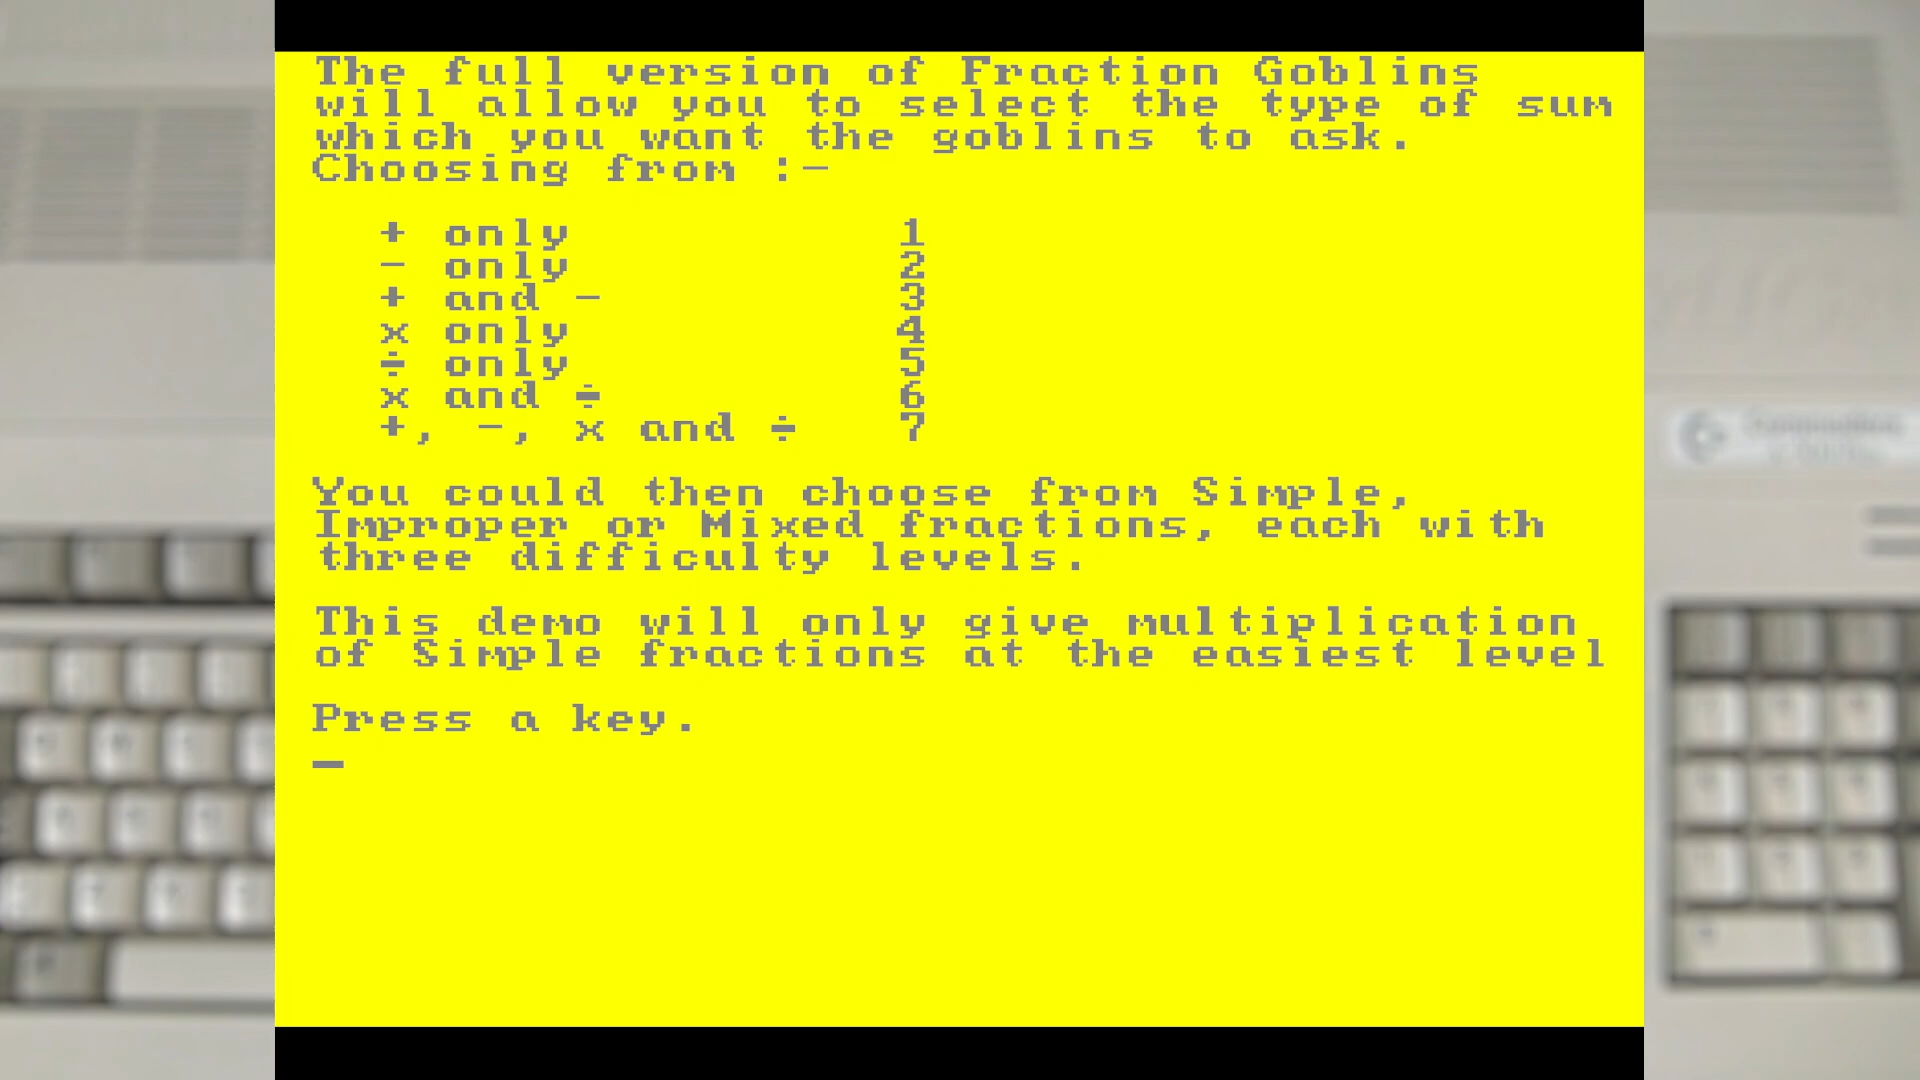 The full version of Fraction Goblins
will allow you to select the type of sum
which you want the goblins to ask.
Choosing from :-
+ only 1
- only 2
+ and - 3
x only 4
÷ only 5
x and ÷ 6
+, -, x and ÷ 7
You could then choose from Simple,
Improper or Mixed fractions, each with
three difficulty levels.
This demo will only give multiplication
of Simple fractions at the easiest level
Press a key.